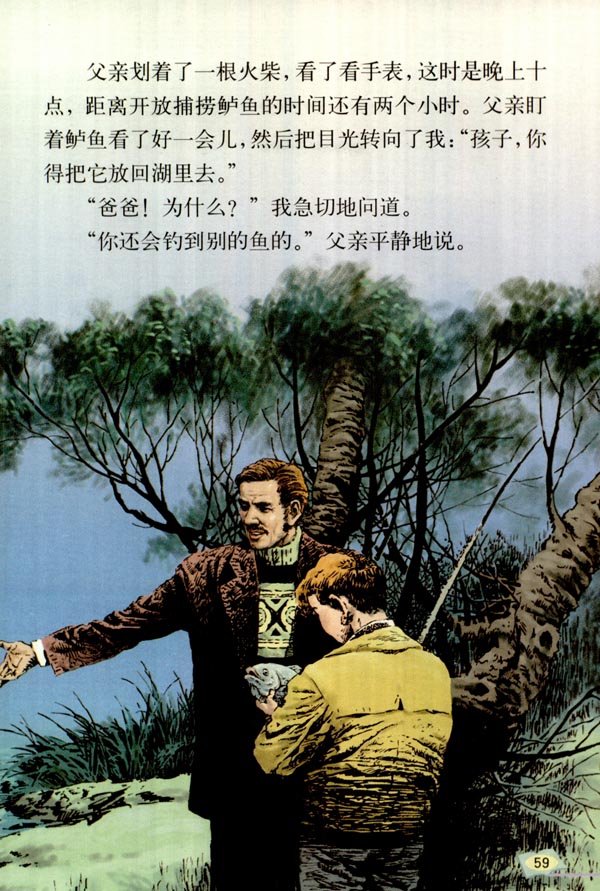 父亲划着了一根火柴，看了看手表，这时是晚上十
点，距离开放捕捞鲈鱼的时间还有两个小时。父亲盯
着鲈鱼看了好一会儿，然后把目光转向了我：“孩子，你
得把它放回湖里去。”
“爸爸！为什么？”我急切地问道。
“你还会钓到别的鱼的。”父亲平静地说。
59